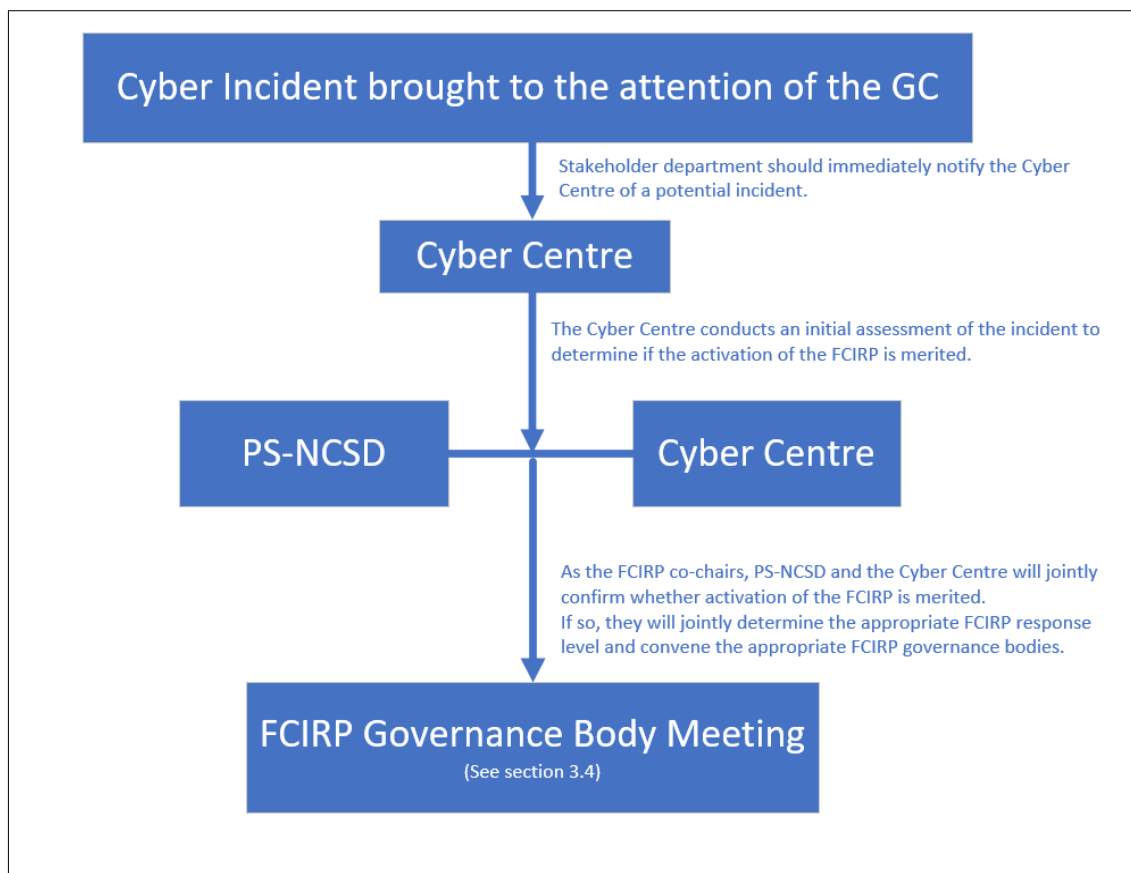 Cyber Incident brought to the attention of the GC
Stakeholder department should immediately notify the Cyber
Centre of a potential incident.
Cyber Centre
The Cyber Centre conducts an initial assessment of the incident to
determine if the activation of the FCIRP is merited.
PS-NCSD
Cyber Centre
As the FCIRP co-chairs, PS-NCSD and the Cyber Centre will jointly
confirm whether activation of the FCIRP is merited.
If so, they will jointly determine the appropriate FCIRP response
level and convene the appropriate FCIRP governance bodies.
FCIRP Governance Body Meeting
(See section 3.4)